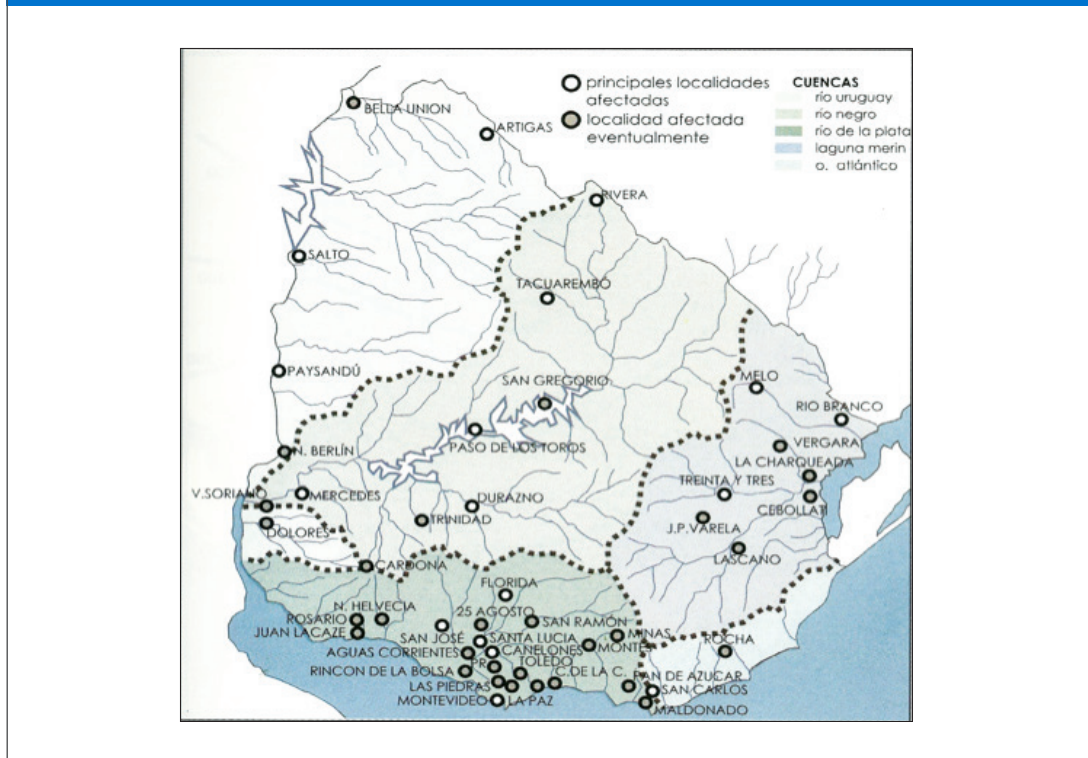 principales localidades
afectadas
localidad afectada
eventualmente
CUENCAS
río uruguay
río negro
río de la plata
laguna merin
o. atlántico
BELLA UNION
ARTIGAS
RIVERA
SALTO
TACUAREMBÓ
PAYSANDÚ
SAN GREGORIO
MELO
RIO BRANCO
N. BERLÍN
PASO DE LOS TOROS
VERGARA
LA CHARQUEADA
V.SORIANO
MERCEDES
DURAZNO
TREINTA Y TRES
CEBOLLATÍ
DOLORES
TRINIDAD
J.P.VARELA
LASCANO
CARDONA
FLORIDA
N. HELVECIA
25 AGOSTO
ROSARIO
SAN RAMÓN
JUAN LACAZE
SAN JOSÉ
SANTA LUCIA
MINAS
ROCHA
AGUAS CORRIENTES
CANELONES
MONTES
PR
TOLEDO
RINCON DE LA BOLSA
C.DE LA C.
PAN DE AZUCAR
LAS PIEDRAS
SAN CARLOS
MONTEVIDEO
LA PAZ
MALDONADO